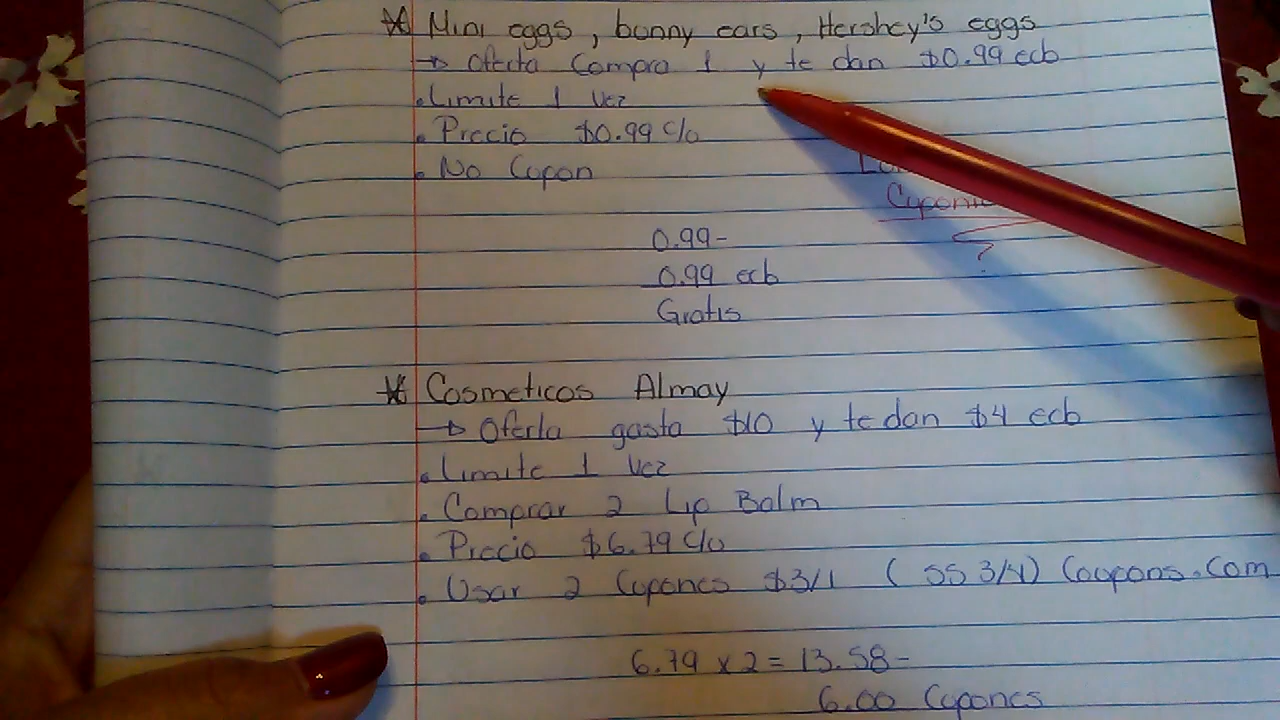 Mini eggs, bunny ears, Hershey's eggs
→ Oferta Compra 1 y te dan $0.99 ecb
• Limite 1 vez
• Precio $0.99 c/u
• No Cupon
0.99-
0.99 ecb
Gratis
?
Cosmeticos Almay
→ Oferta gasta $10 y te dan $4 ecb
• Limite 1 vez
• Comprar 2 Lip Balm
• Precio $6.79 c/u
• Usar 2 Cupones $3/1 (SS 3/4) Coupons.com
6.79 x 2 = 13.58-
6.00 Cupones